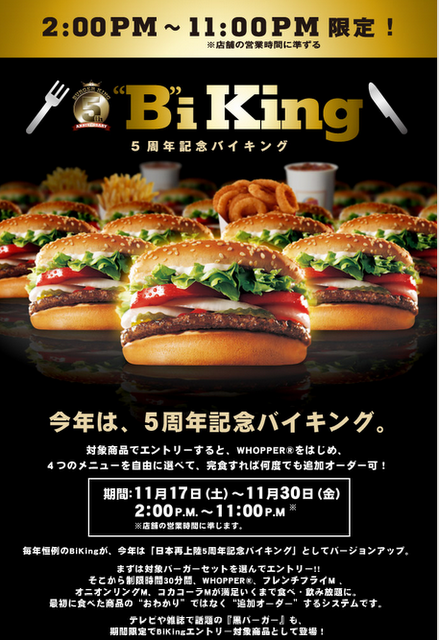 2:00PM～11:00PM 限定！
※店舗の営業時間に準ずる
BURGER KING
5th
ANNIVERSARY
“B”i King
5周年記念バイキング
今年は、5周年記念バイキング。
対象商品でエントリーすると、WHOPPER®をはじめ、
4つのメニューを自由に選べて、完食すれば何度でも追加オーダー可！
期間：11月17日（土）～11月30日（金）
2:00P.M.～11:00P.M※
※店舗の営業時間に準じます。
毎年恒例のBiKingが、今年は「日本再上陸5周年記念バイキング」としてバージョンアップ。
まずは対象バーガーセットを選んでエントリー!!
そこから制限時間30分間、WHOPPER®、フレンチフライM 、
オニオンリングM、コカコーラMが満足いくまで食べ・飲み放題に。
最初に食べた商品の“おわかり”ではなく“追加オーダー”するシステムです。
テレビや雑誌で話題の『黒バーガー』も、
期間限定でBiKingエントリー対象商品として登場！